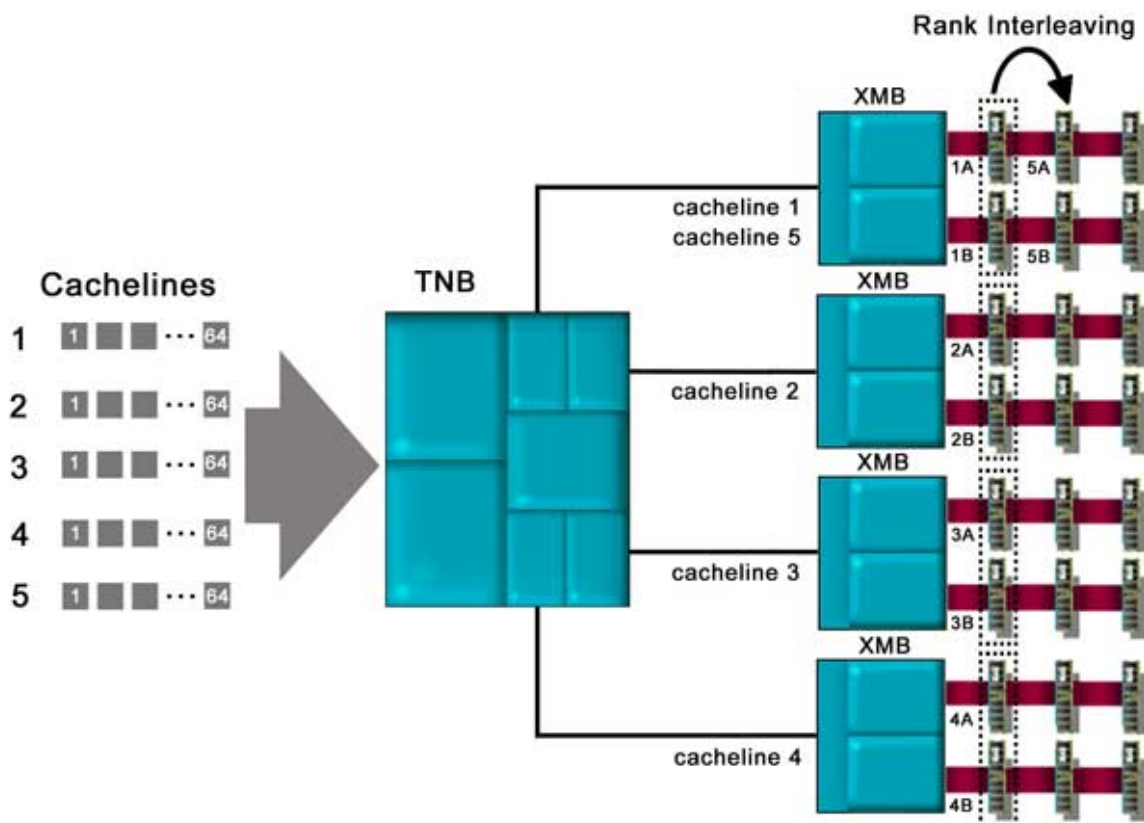 Rank Interleaving
XMB
1A
5A
cacheline 1
cacheline 5
1B
5B
TNB
XMB
Cachelines
1 1 ... 64
2A
2 1 ... 64
cacheline 2
2B
3 1 ... 64
XMB
4 1 ... 64
3A
cacheline 3
5 1 ... 64
3B
XMB
4A
cacheline 4
4B